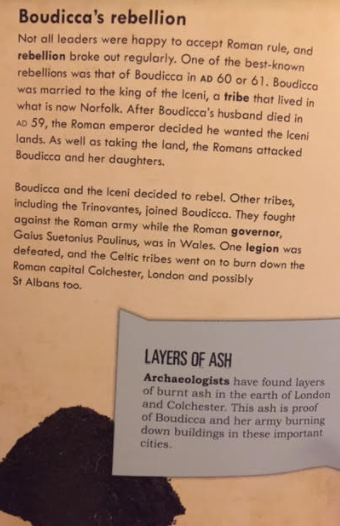 Boudicca's rebellion
Not all leaders were happy to accept Roman rule, and
rebellion broke out regularly. One of the best-known
rebellions was that of Boudicca in AD 60 or 61. Boudicca
was married to the king of the Iceni, a tribe that lived in
what is now Norfolk. After Boudicca's husband died in
AD 59, the Roman emperor decided he wanted the Iceni
lands. As well as taking the land, the Romans attacked
Boudicca and her daughters.
Boudicca and the Iceni decided to rebel. Other tribes,
including the Trinovantes, joined Boudicca. They fought
against the Roman army while the Roman governor,
Gaius Suetonius Paulinus, was in Wales. One legion was
defeated, and the Celtic tribes went on to burn down the
Roman capital Colchester, London and possibly
St Albans too.
LAYERS OF ASH
Archaeologists have found layers
of burnt ash in the earth of London
and Colchester. This ash is proof
of Boudicca and her army burning
down buildings in these important
cities.